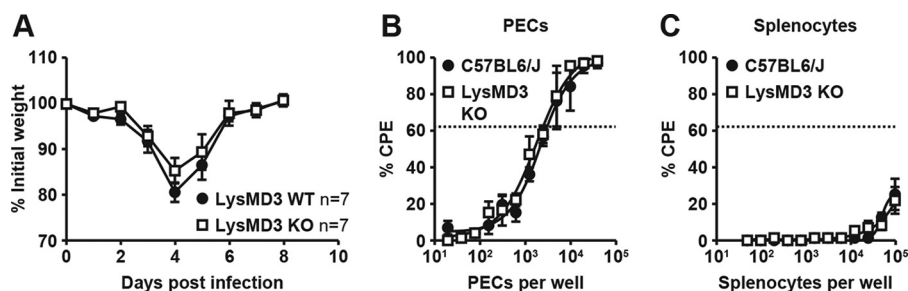 A
110
100
90
80
70
% Initial weight
0 2 4 6 8 10
Days post infection
LysMD3 WT n=7
LysMD3 KO n=7
B
PECs
100
80
60
40
20
0
% CPE
C57BL6/J
LysMD3
KO
10¹ 10² 10³ 10⁴ 10⁵
PECs per well
C
Splenocytes
100
80
60
40
20
0
% CPE
C57BL6/J
LysMD3 KO
10¹ 10² 10³ 10⁴ 10⁵
Splenocytes per well